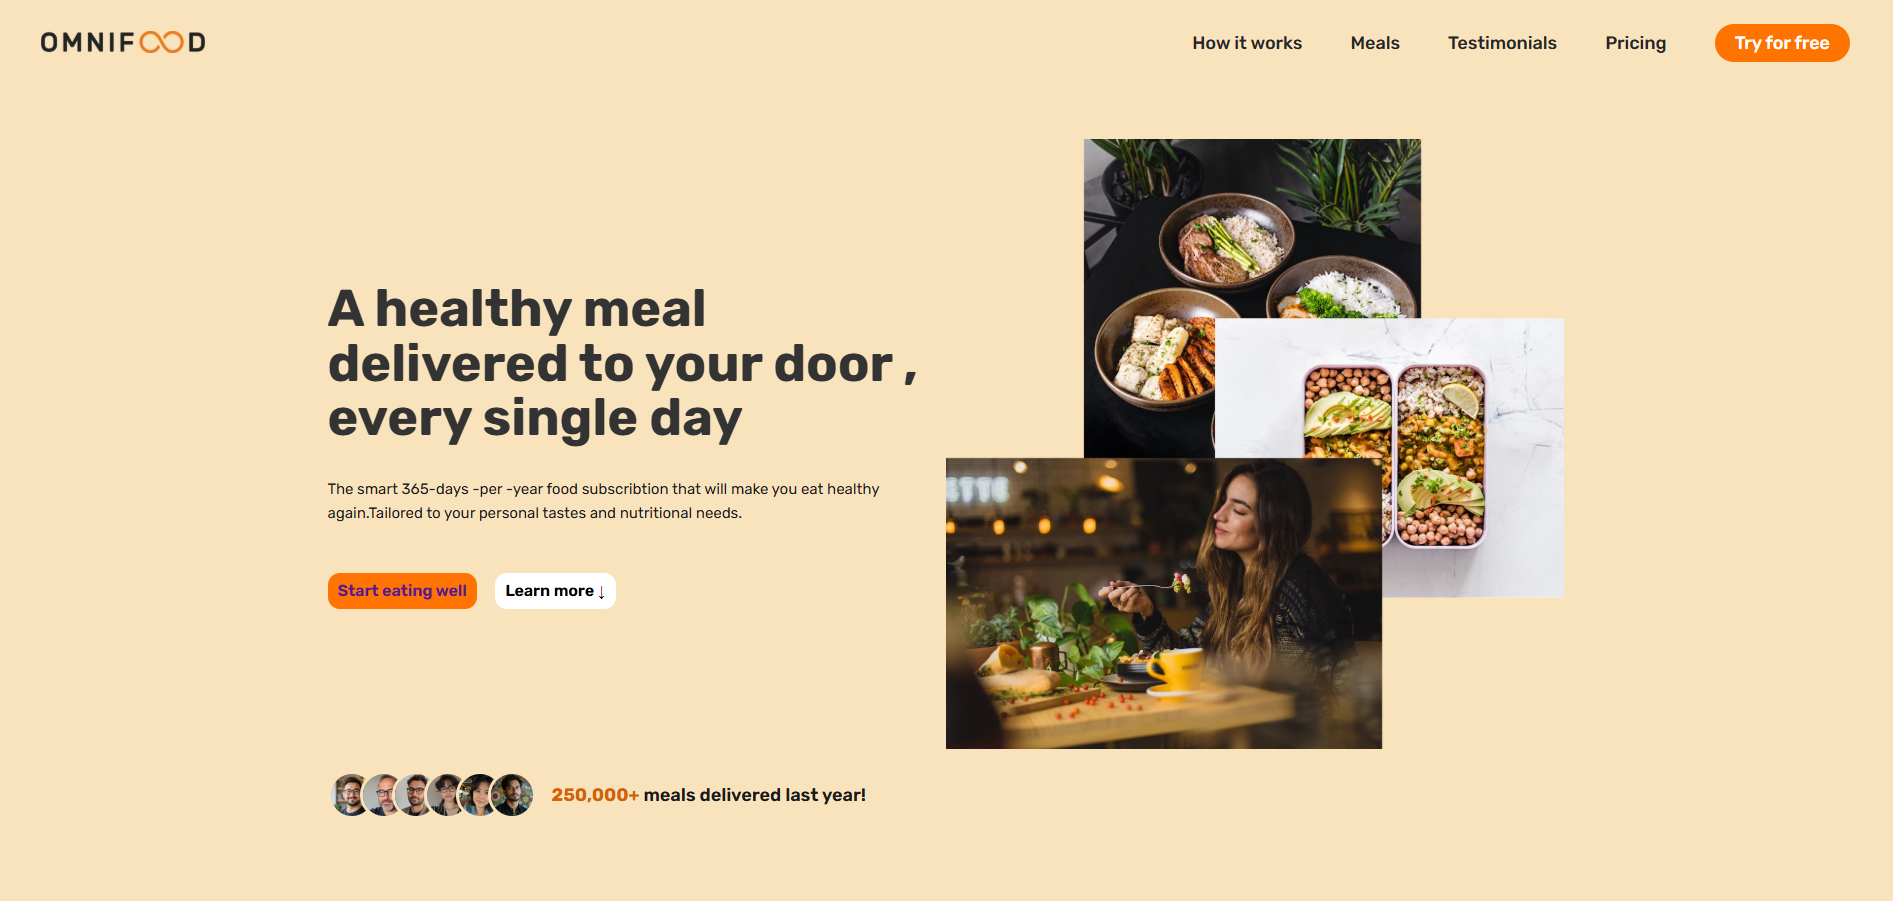 OMNIFOOD
How it works Meals Testimonials Pricing Try for free
A healthy meal
delivered to your door ,
every single day
The smart 365-days -per -year food subscribtion that will make you eat healthy
again.Tailored to your personal tastes and nutritional needs.
Start eating well Learn more ↓
250,000+ meals delivered last year!